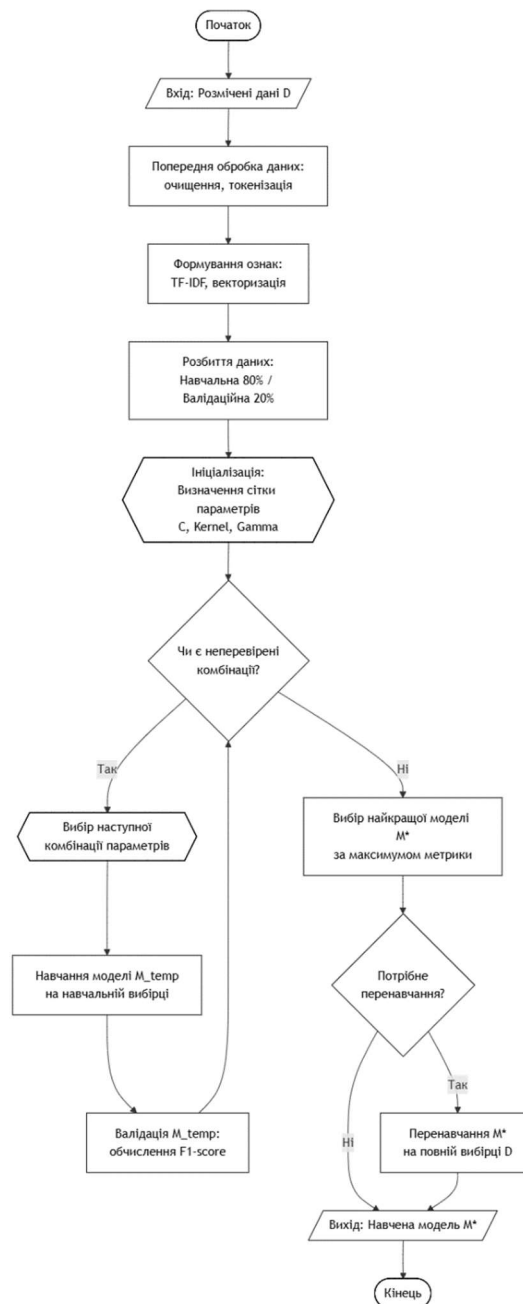 Початок
Вхід: Розмічені дані D
Попередня обробка даних:
очищення, токенізація
Формування ознак:
TF-IDF, векторизація
Розбиття даних:
Навчальна 80% /
Валідаційна 20%
Ініціалізація:
Визначення сітки
параметрів
C, Kernel, Gamma
Чи є неперевірені
комбінації?
Так
Ні
Вибір наступної
комбінації параметрів
Вибір найкращої моделі
M*
за максимумом метрики
Навчання моделі M_temp
на навчальній вибірці
Потрібне
перенавчання?
Так
Ні
Валідація M_temp:
обчислення F1-score
Перенавчання M*
на повній вибірці D
Вихід: Навчена модель M*
Кінець